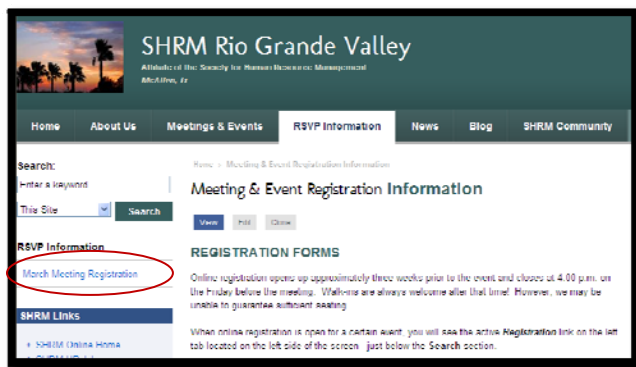 SHRM Rio Grande Valley
Affiliate of the Society for Human Resource Management
McAllen, Tx
Home About Us Meetings & Events RSVP Information News Blog SHRM Community
Search:
Enter a keyword
This Site Search
RSVP Information
March Meeting Registration
SHRM Links
SHRM Online Home
Home > Meeting & Event Registration Information
Meeting & Event Registration Information
View Edit Clone
REGISTRATION FORMS
Online registration opens up approximately three weeks prior to the event and closes at 4:00 p.m. on
the Friday before the meeting. Walk-ins are always welcome after that time! However, we may be
unable to guarantee sufficient seating.
When online registration is open for a certain event, you will see the active Registration link on the left
tab located on the left side of the screen just below the Search section.